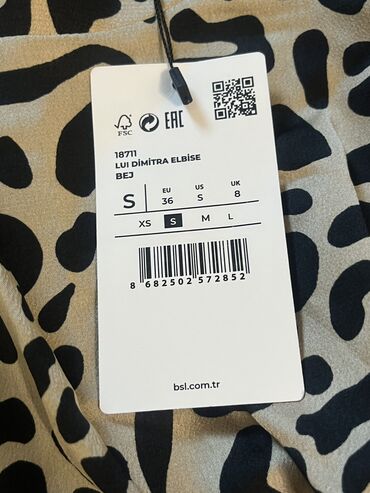 FSC
EAC
18711
LUI DİMİTRA ELBİSE
BEJ
S
EU US UK
36 S 8
XS S M L
8 682502 572852
bsl.com.tr